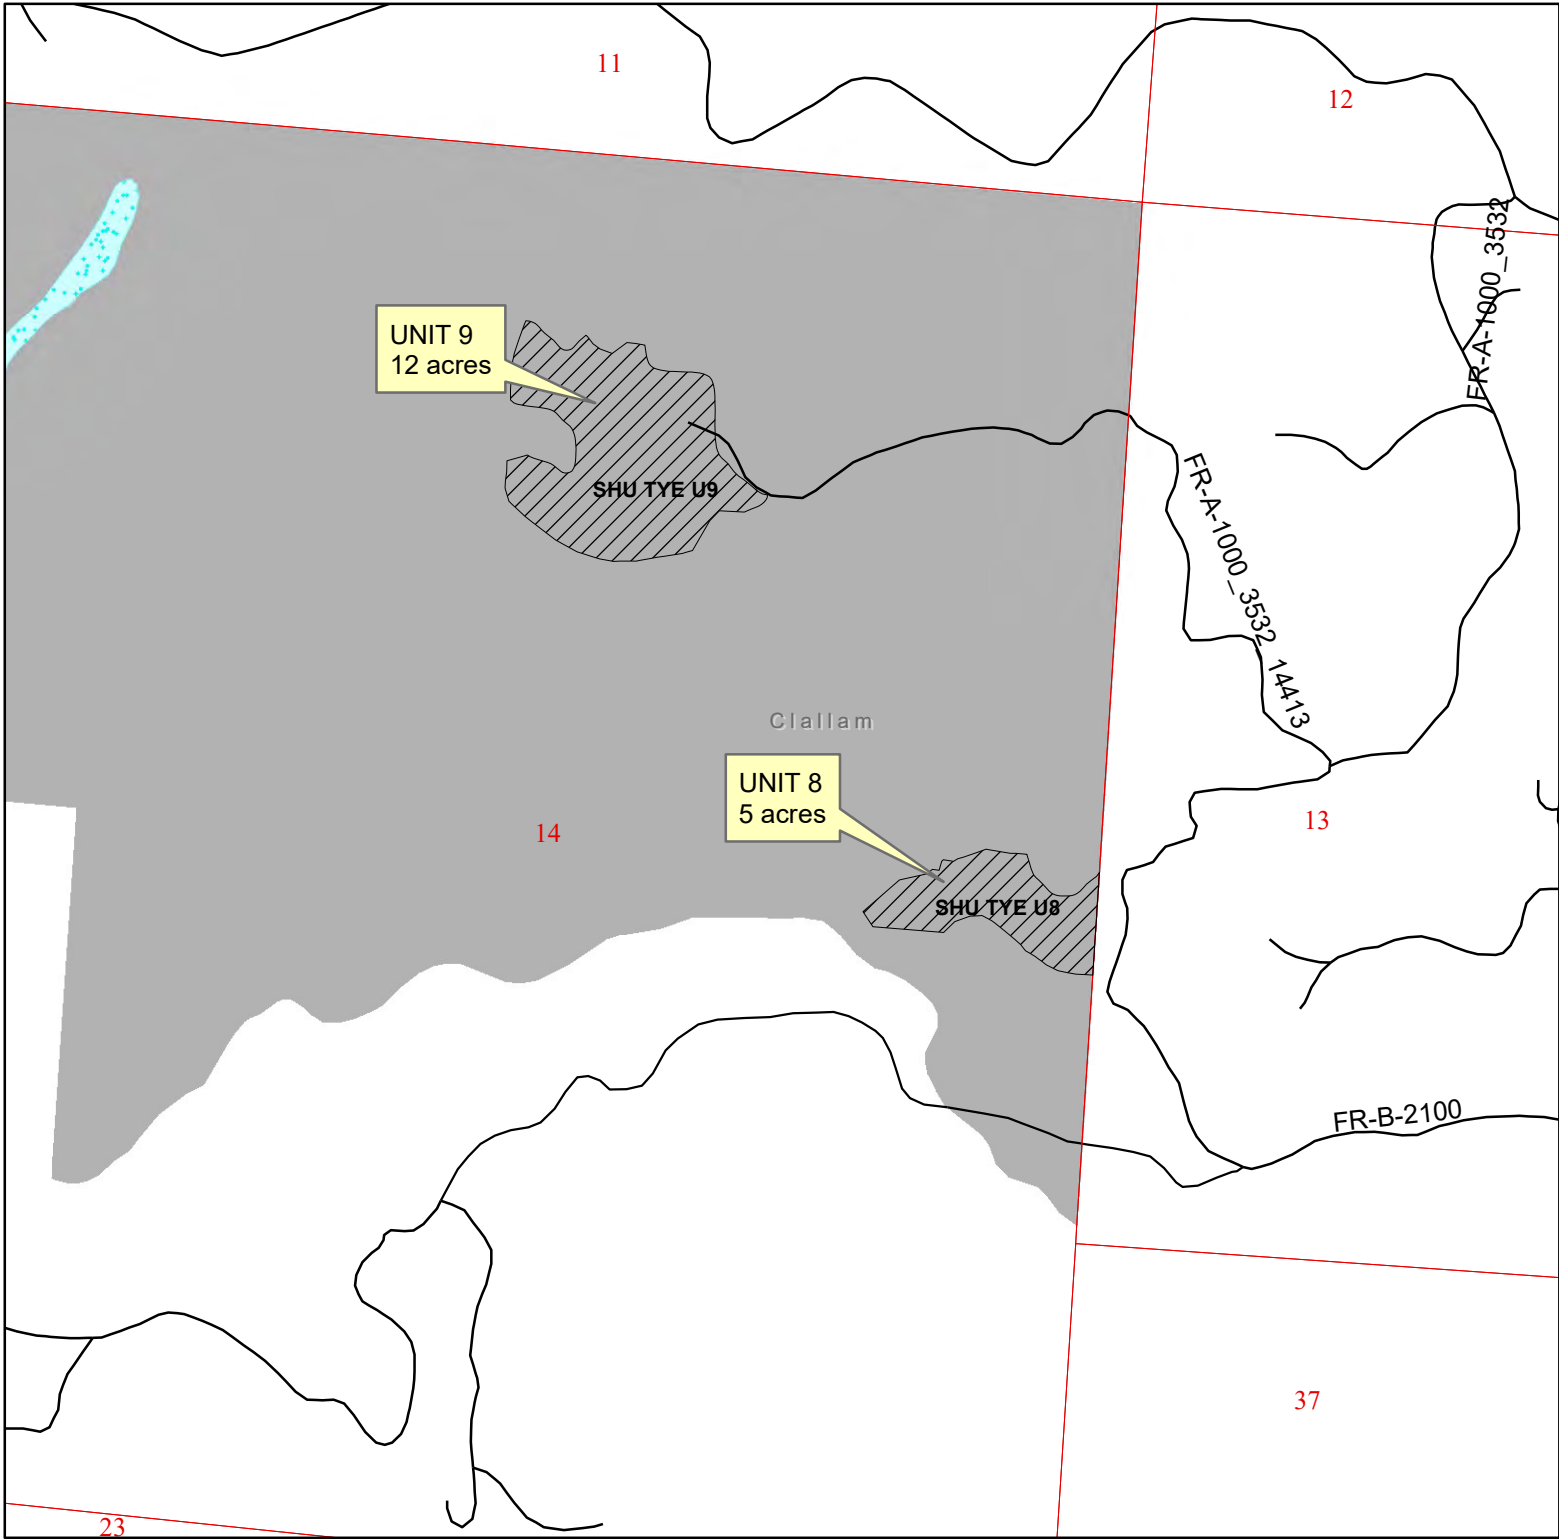 11
12
FR-A-1000_3532
UNIT 9
12 acres
SHU TYE U9
FR-A-1000_3532_14413
Clallam
UNIT 8
5 acres
14
13
SHU TYE U8
FR-B-2100
37
23